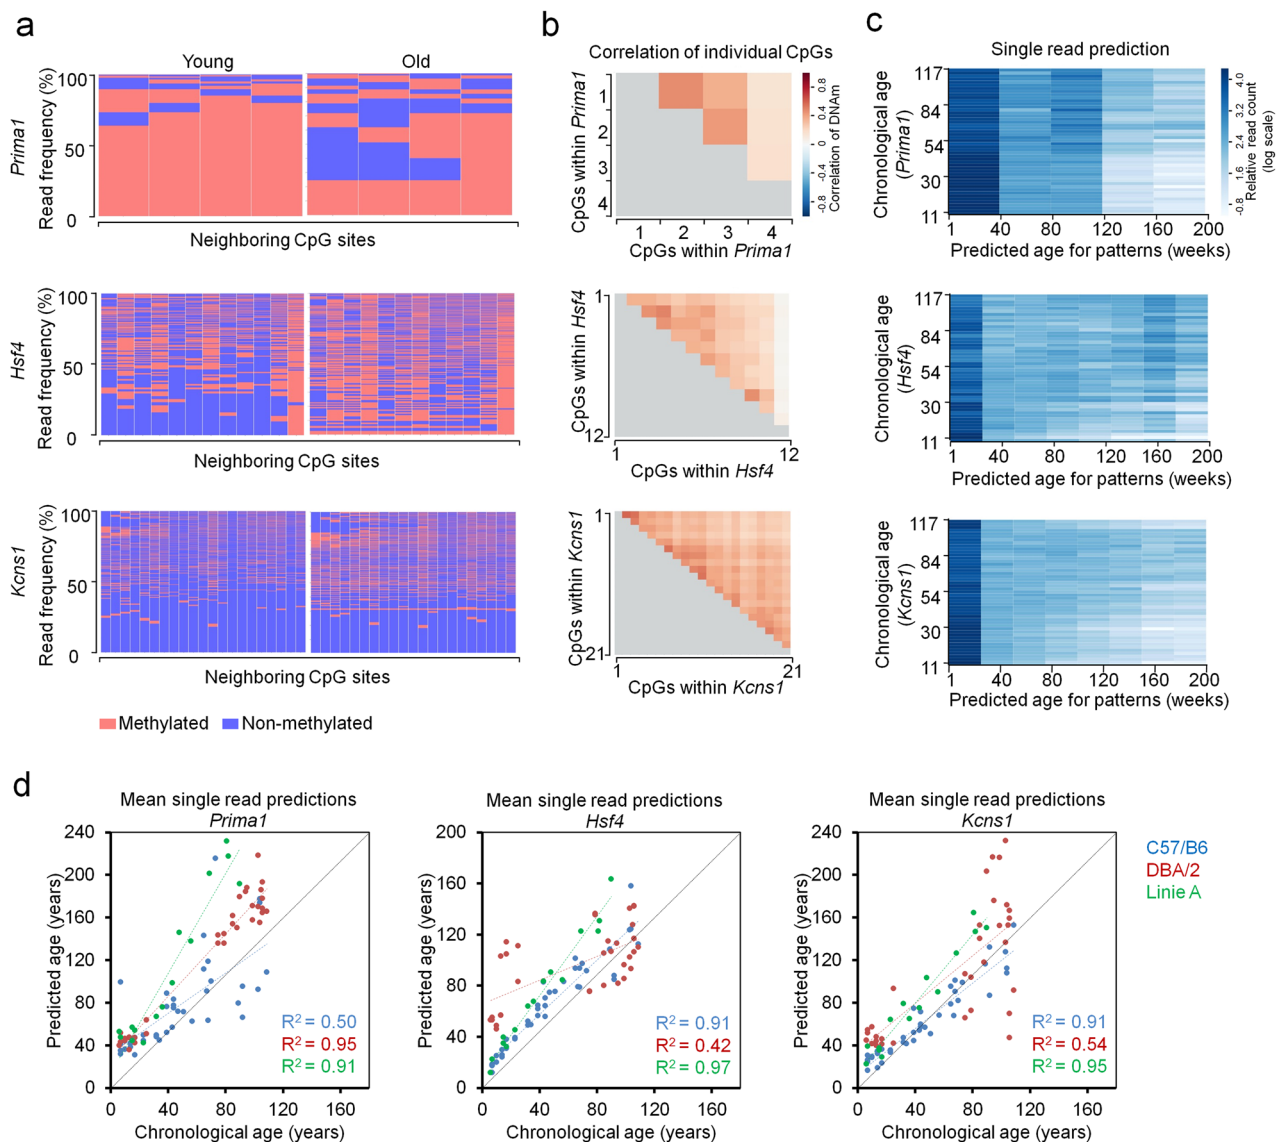 a
Young
Old
Prima1
Read frequency (%)
100
50
0
Neighboring CpG sites
Hsf4
Read frequency (%)
100
50
0
Neighboring CpG sites
Kcns1
Read frequency (%)
100
50
0
Neighboring CpG sites
Methylated
Non-methylated
b
Correlation of individual CpGs
CpGs within Prima1
1
2
3
4
1 2 3 4
CpGs within Prima1
0.8
0.4
0
-0.4
-0.8
Correlation of DNAm
CpGs within Hsf4
1
12
1 12
CpGs within Hsf4
CpGs within Kcns1
1
21
1 21
CpGs within Kcns1
c
Single read prediction
Chronological age
(Prima1)
117
84
54
30
11
1 40 80 120 160 200
Predicted age for patterns (weeks)
4.0
3.2
1.6
2.4
-0.8
Relative read count
(log scale)
Chronological age
(Hsf4)
117
84
54
30
11
1 40 80 120 160 200
Predicted age for patterns (weeks)
Chronological age
(Kcns1)
117
84
54
30
11
1 40 80 120 160 200
Predicted age for patterns (weeks)
d
Mean single read predictions
Prima1
Predicted age (years)
240
200
160
120
80
40
0
R² = 0.50
R² = 0.95
R² = 0.91
0 40 80 120 160
Chronological age (years)
Mean single read predictions
Hsf4
Predicted age (years)
200
160
120
80
40
0
R² = 0.91
R² = 0.42
R² = 0.97
0 40 80 120 160
Chronological age (years)
Mean single read predictions
Kcns1
Predicted age (years)
240
200
160
120
80
40
0
R² = 0.91
R² = 0.54
R² = 0.95
0 40 80 120 160
Chronological age (years)
C57/B6
DBA/2
Linie A